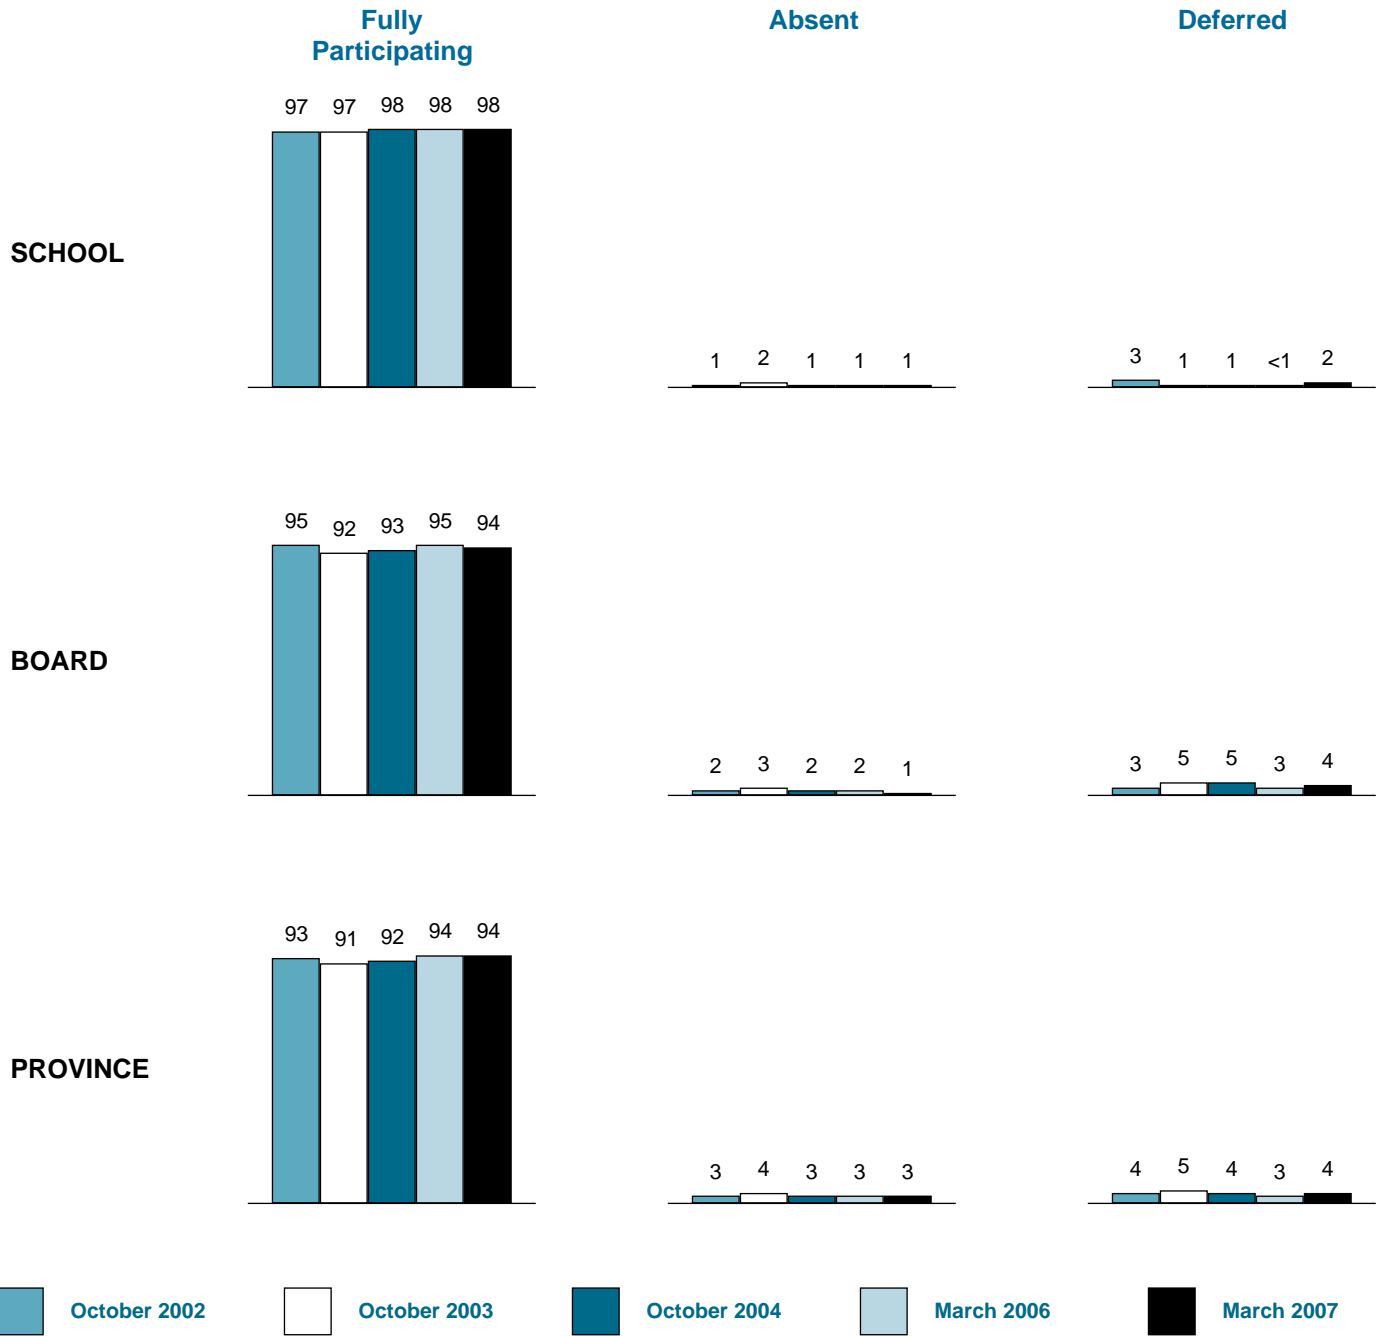 Fully
Participating
Absent
Deferred
97 97 98 98 98
SCHOOL
1 2 1 1 1
3 1 1 <1 2
95 92 93 95 94
BOARD
2 3 2 2 1
3 5 5 3 4
93 91 92 94 94
PROVINCE
3 4 3 3 3
4 5 4 3 4
October 2002 October 2003 October 2004 March 2006 March 2007